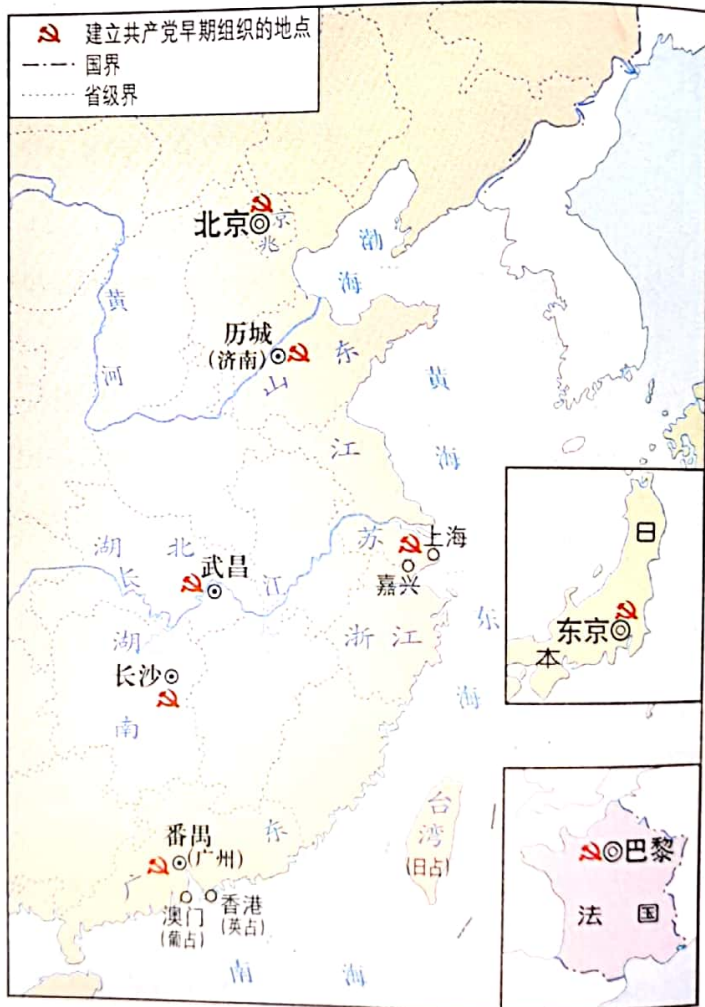 建立共产党早期组织的地点
国界
省级界
北京
京兆
渤海
黄河
历城
(济南)
山东
黄海
江苏
上海
嘉兴
湖北
武昌
长江
浙江
东海
湖南
长沙
日本
东京
台湾
(日占)
番禺
(广州)
东
澳门
(葡占)
香港
(英占)
南海
巴黎
法国